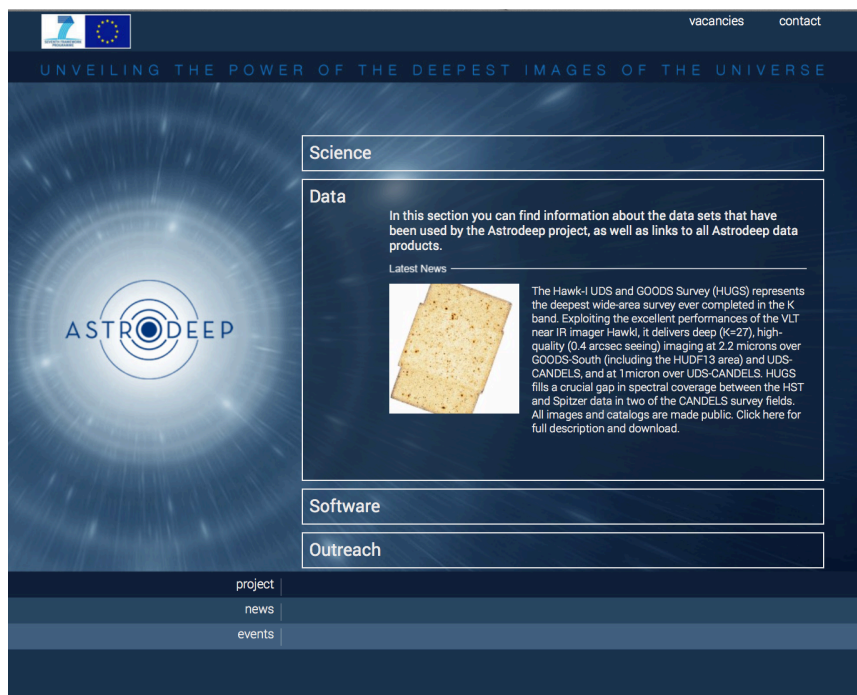 SEVENTH FRAMEWORK
PROGRAMME
vacancies
contact
UNVEILING THE POWER OF THE DEEPEST IMAGES OF THE UNIVERSE
Science
Data
In this section you can find information about the data sets that have
been used by the Astrodeep project, as well as links to all Astrodeep data
products.
Latest News
The Hawk-I UDS and GOODS Survey (HUGS) represents
the deepest wide-area survey ever completed in the K
band. Exploiting the excellent performances of the VLT
near IR imager HawkI, it delivers deep (K=27), high-
quality (0.4 arcsec seeing) imaging at 2.2 microns over
GOODS-South (including the HUDF13 area) and UDS-
CANDELS, and at 1micron over UDS-CANDELS. HUGS
fills a crucial gap in spectral coverage between the HST
and Spitzer data in two of the CANDELS survey fields.
All images and catalogs are made public. Click here for
full description and download.
ASTRODEEP
Software
Outreach
project
news
events